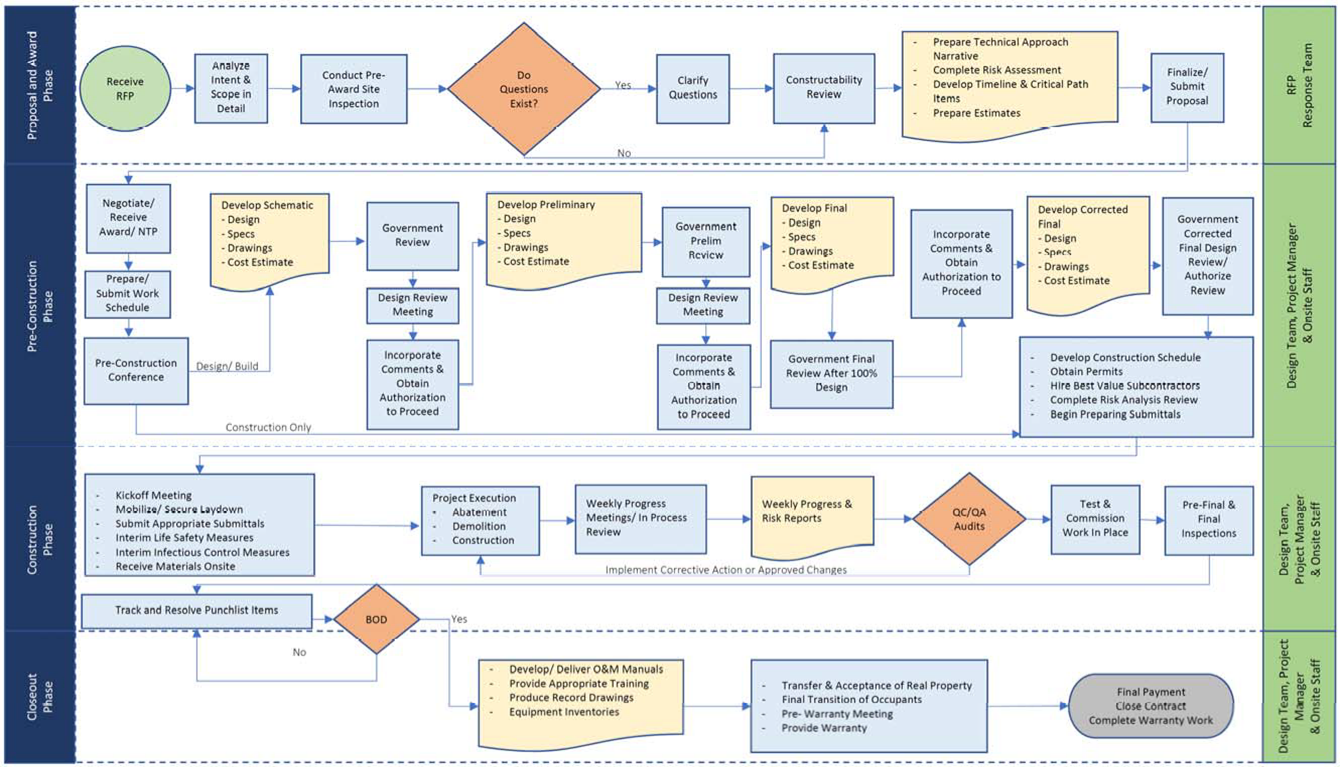 Proposal and Award
Phase
Receive
RFP
Analyze
Intent &
Scope in
Detail
Conduct Pre-
Award Site
Inspection
Do
Questions
Exist?
Yes
No
Clarify
Questions
Constructability
Review
- Prepare Technical Approach
Narrative
- Complete Risk Assessment
- Develop Timeline & Critical Path
Items
- Prepare Estimates
Finalize/
Submit
Proposal
RFP
Response Team
Pre-Construction
Phase
Negotiate/
Receive
Award/ NTP
Prepare/
Submit Work
Schedule
Pre-Construction
Conference
Design/ Build
Construction Only
Develop Schematic
- Design
- Specs
- Drawings
- Cost Estimate
Government
Review
Design Review
Meeting
Incorporate
Comments &
Obtain
Authorization
to Proceed
Develop Preliminary
- Design
- Specs
- Drawings
- Cost Estimate
Government
Prelim
Review
Design Review
Meeting
Incorporate
Comments &
Obtain
Authorization
to Proceed
Develop Final
- Design
- Specs
- Drawings
- Cost Estimate
Government Final
Review After 100%
Design
Incorporate
Comments &
Obtain
Authorization to
Proceed
Develop Corrected
Final
- Design
- Specs
- Drawings
- Cost Estimate
Government
Corrected
Final Design
Review/
Authorize
Review
- Develop Construction Schedule
- Obtain Permits
- Hire Best Value Subcontractors
- Complete Risk Analysis Review
- Begin Preparing Submittals
Design Team, Project Manager
& Onsite Staff
Construction
Phase
- Kickoff Meeting
- Mobilize/ Secure Laydown
- Submit Appropriate Submittals
- Interim Life Safety Measures
- Interim Infectious Control Measures
- Receive Materials Onsite
Project Execution
• Abatement
- Demolition
- Construction
Weekly Progress
Meetings/ In Process
Review
Weekly Progress &
Risk Reports
QC/QA
Audits
Test &
Commission
Work In Place
Pre-Final &
Final
Inspections
Implement Corrective Action or Approved Changes
Track and Resolve Punchlist Items
BOD
Yes
No
Design Team,
Project Manager
& Onsite Steff
Closeout
Phase
- Develop/ Deliver O&M Manuals
- Provide Appropriate Training
- Produce Record Drawings
- Equipment Inventories
- Transfer & Acceptance of Real Property
- Final Transition of Occupants
- Pre- Warranty Meeting
- Provide Warranty
Final Payment
Close Contract
Complete Warranty Work
Design Team, Project
Manager
& Onsite Staff